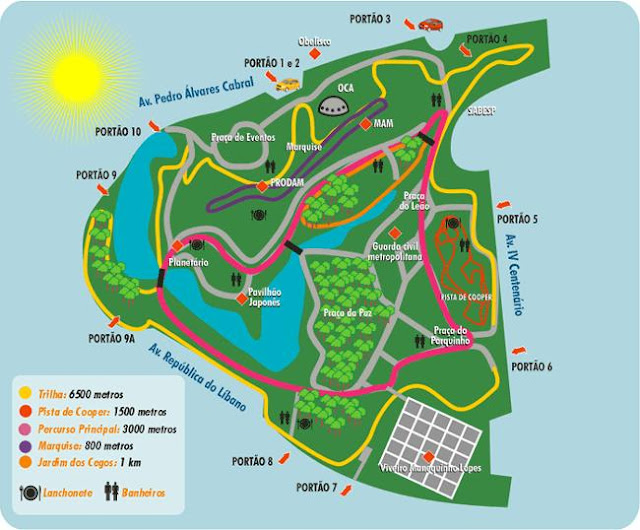 PORTÃO 3
PORTÃO 4
Obelisco
PORTÃO 1 e 2
Av. Pedro Álvares Cabral
OCA
SABESP
PORTÃO 10
Praça de Eventos
Marquise
MAM
PORTÃO 9
PRODAM
Praça
do Leão
PORTÃO 5
Planetário
Guarda civil
metropolitana
Av. IV Centenário
Pavilhão
Japonês
PISTA DE COOPER
Praça da Paz
Praça do
Porquinho
PORTÃO 9A
Av. República do Líbano
PORTÃO 6
Trilha: 6500 metros
Pista de Cooper: 1500 metros
Percurso Principal: 3000 metros
Marquise: 800 metros
Jardim dos Cegos: 1 km
Lanchonete
Banheiros
PORTÃO 8
PORTÃO 7
Viveiro Manequinho Lopes